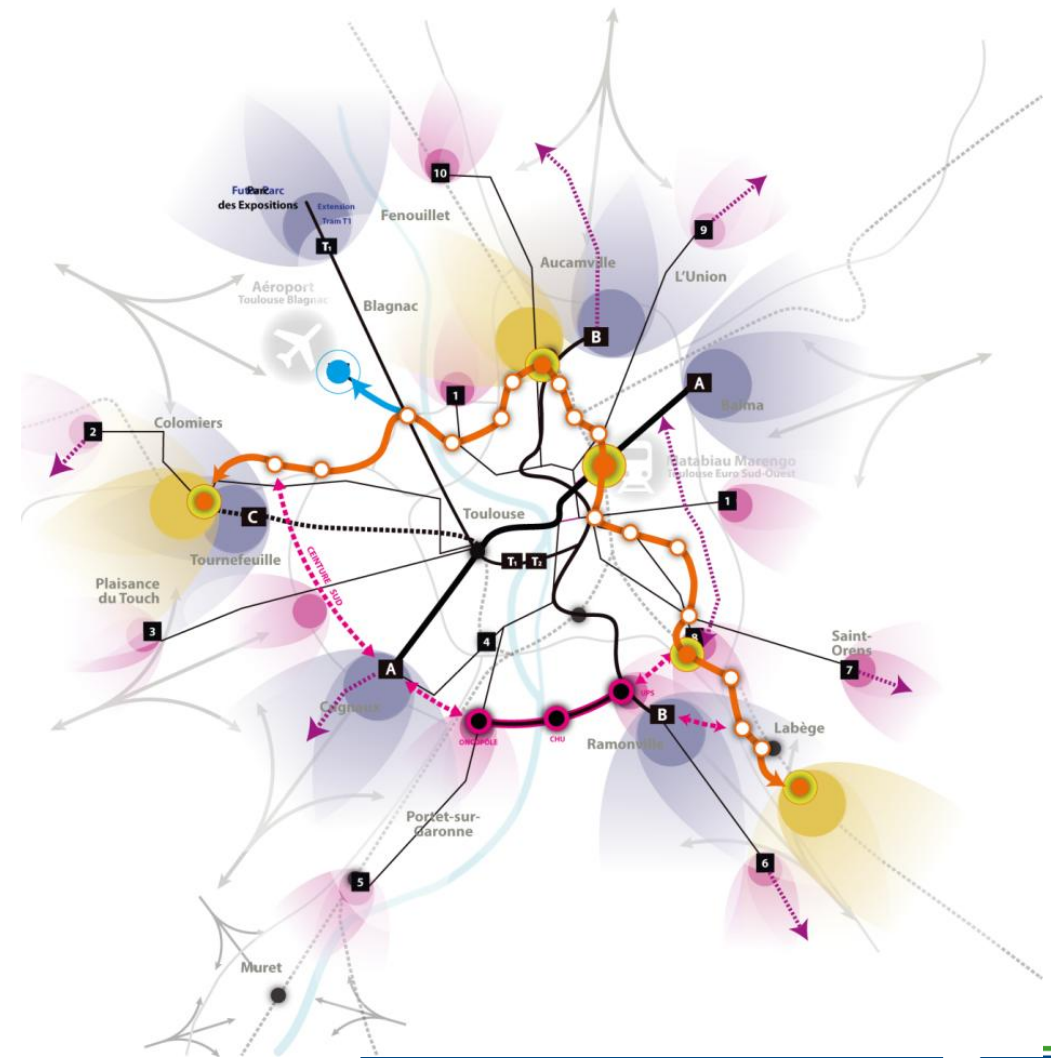 10
Fenouillet
Parc
des Expositions
Extension
Tram T1
T1
9
Aucamville
L'Union
Aéroport
Toulouse Blagnac
Blagnac
B
A
Balma
1
Colomiers
2
Matabiau Marengo
Toulouse Euro Sud-Ouest
1
C
Toulouse
Tournefeuille
T1
T2
CEINTURE SUD
Plaisance
du Touch
3
4
8
Saint-
Orens
7
A
Cugnaux
UPS
B
ONCOPÔLE
CHU
Ramonville
Labège
Portet-sur-
Garonne
6
5
Muret